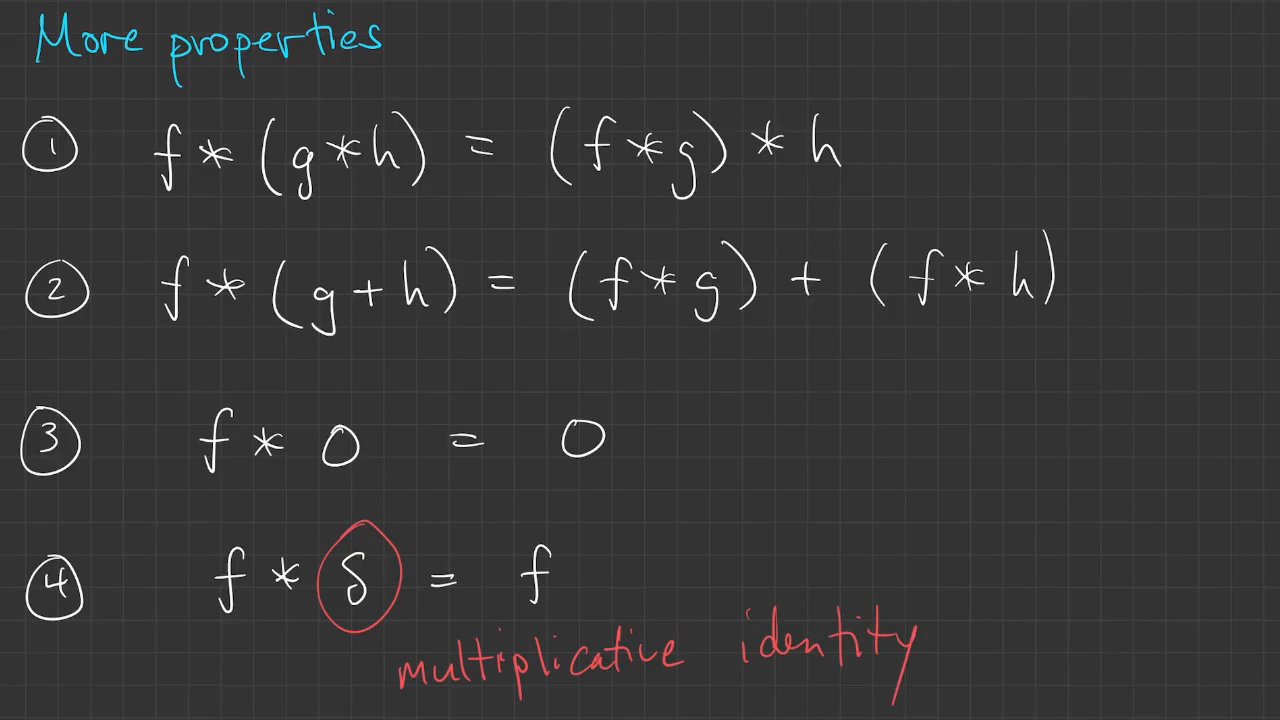 More properties
① f * (g * h) = (f * g) * h
② f * (g + h) = (f * g) + (f * h)
③ f * 0 = 0
④ f * δ = f
multiplicative identity